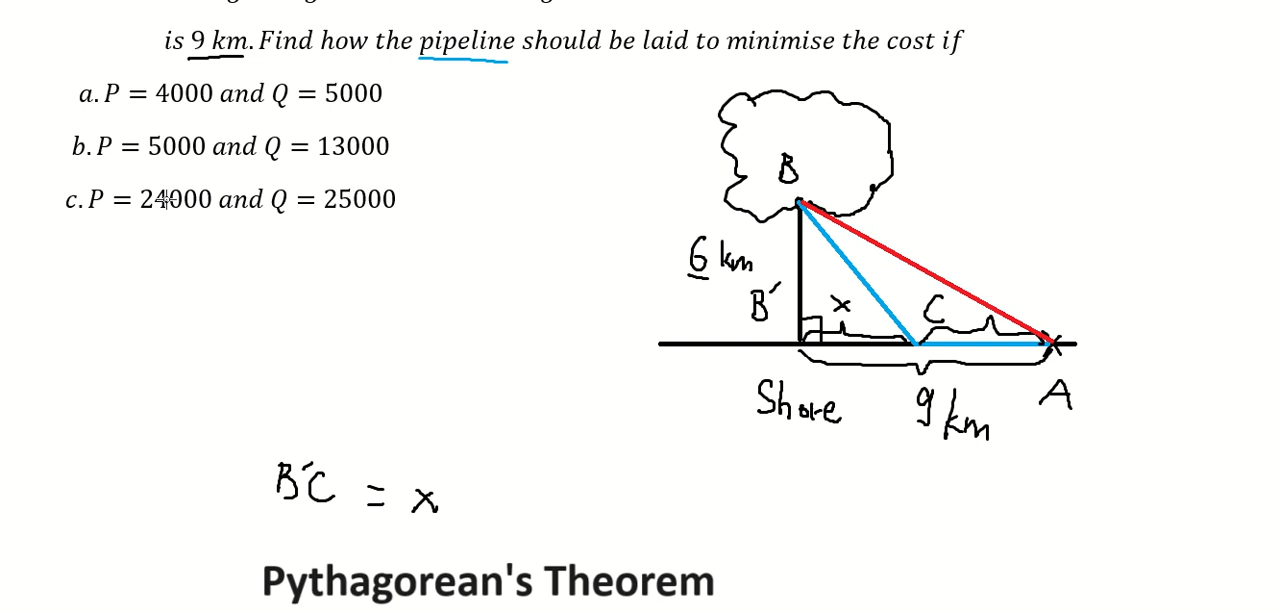 is 9 km. Find how the pipeline should be laid to minimise the cost if
a. P = 4000 and Q = 5000
b. P = 5000 and Q = 13000
c. P = 24000 and Q = 25000
B
6 km
B′ x C
Shore 9 km A
B′C = x
Pythagorean's Theorem